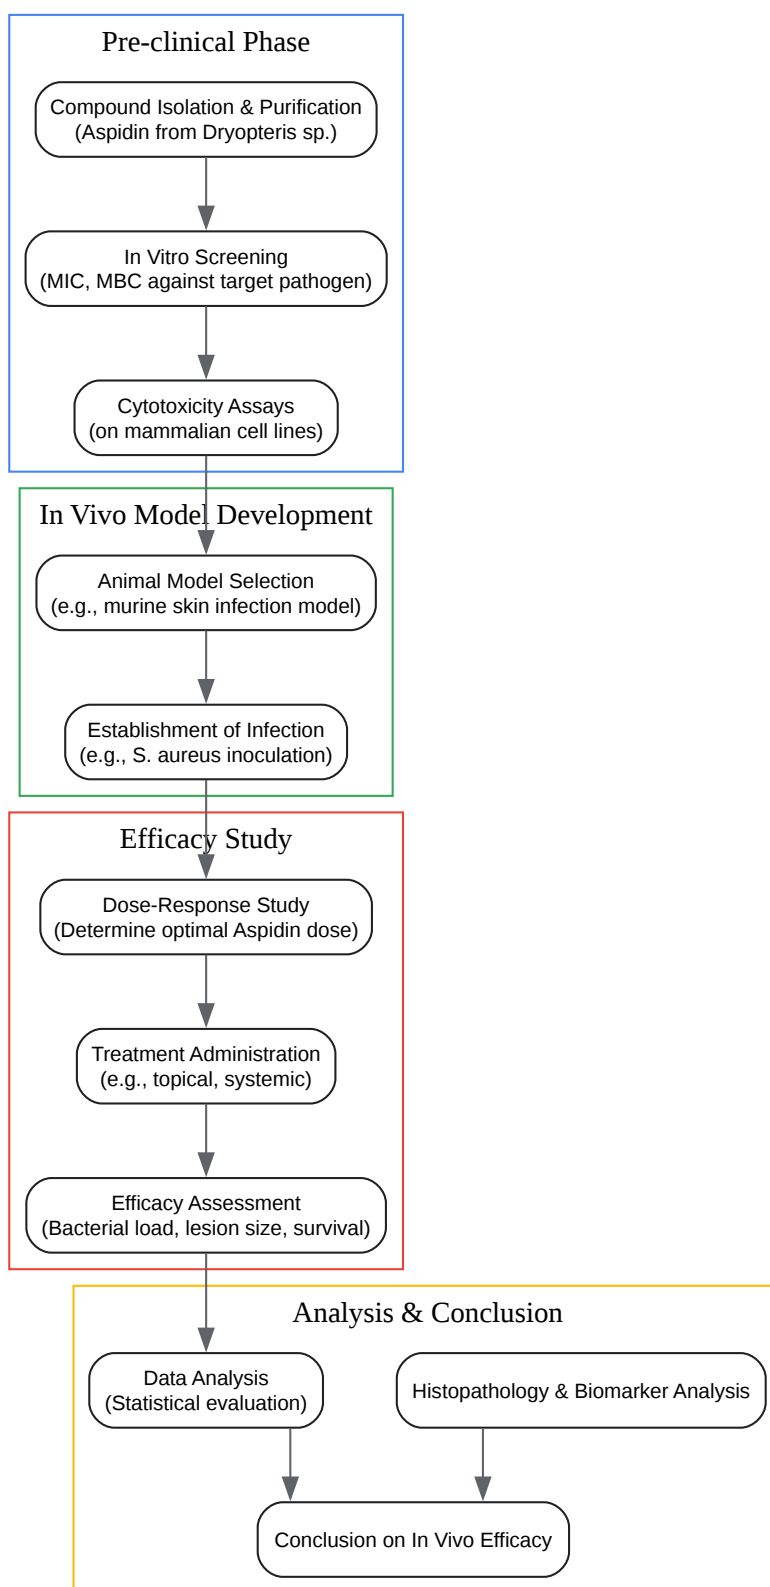 Pre-clinical Phase
Compound Isolation & Purification
(Aspidin from Dryopteris sp.)
In Vitro Screening
(MIC, MBC against target pathogen)
Cytotoxicity Assays
(on mammalian cell lines)
In Vivo Model Development
Animal Model Selection
(e.g., murine skin infection model)
Establishment of Infection
(e.g., S. aureus inoculation)
Efficacy Study
Dose-Response Study
(Determine optimal Aspidin dose)
Treatment Administration
(e.g., topical, systemic)
Efficacy Assessment
(Bacterial load, lesion size, survival)
Analysis & Conclusion
Data Analysis
(Statistical evaluation)
Histopathology & Biomarker Analysis
Conclusion on In Vivo Efficacy